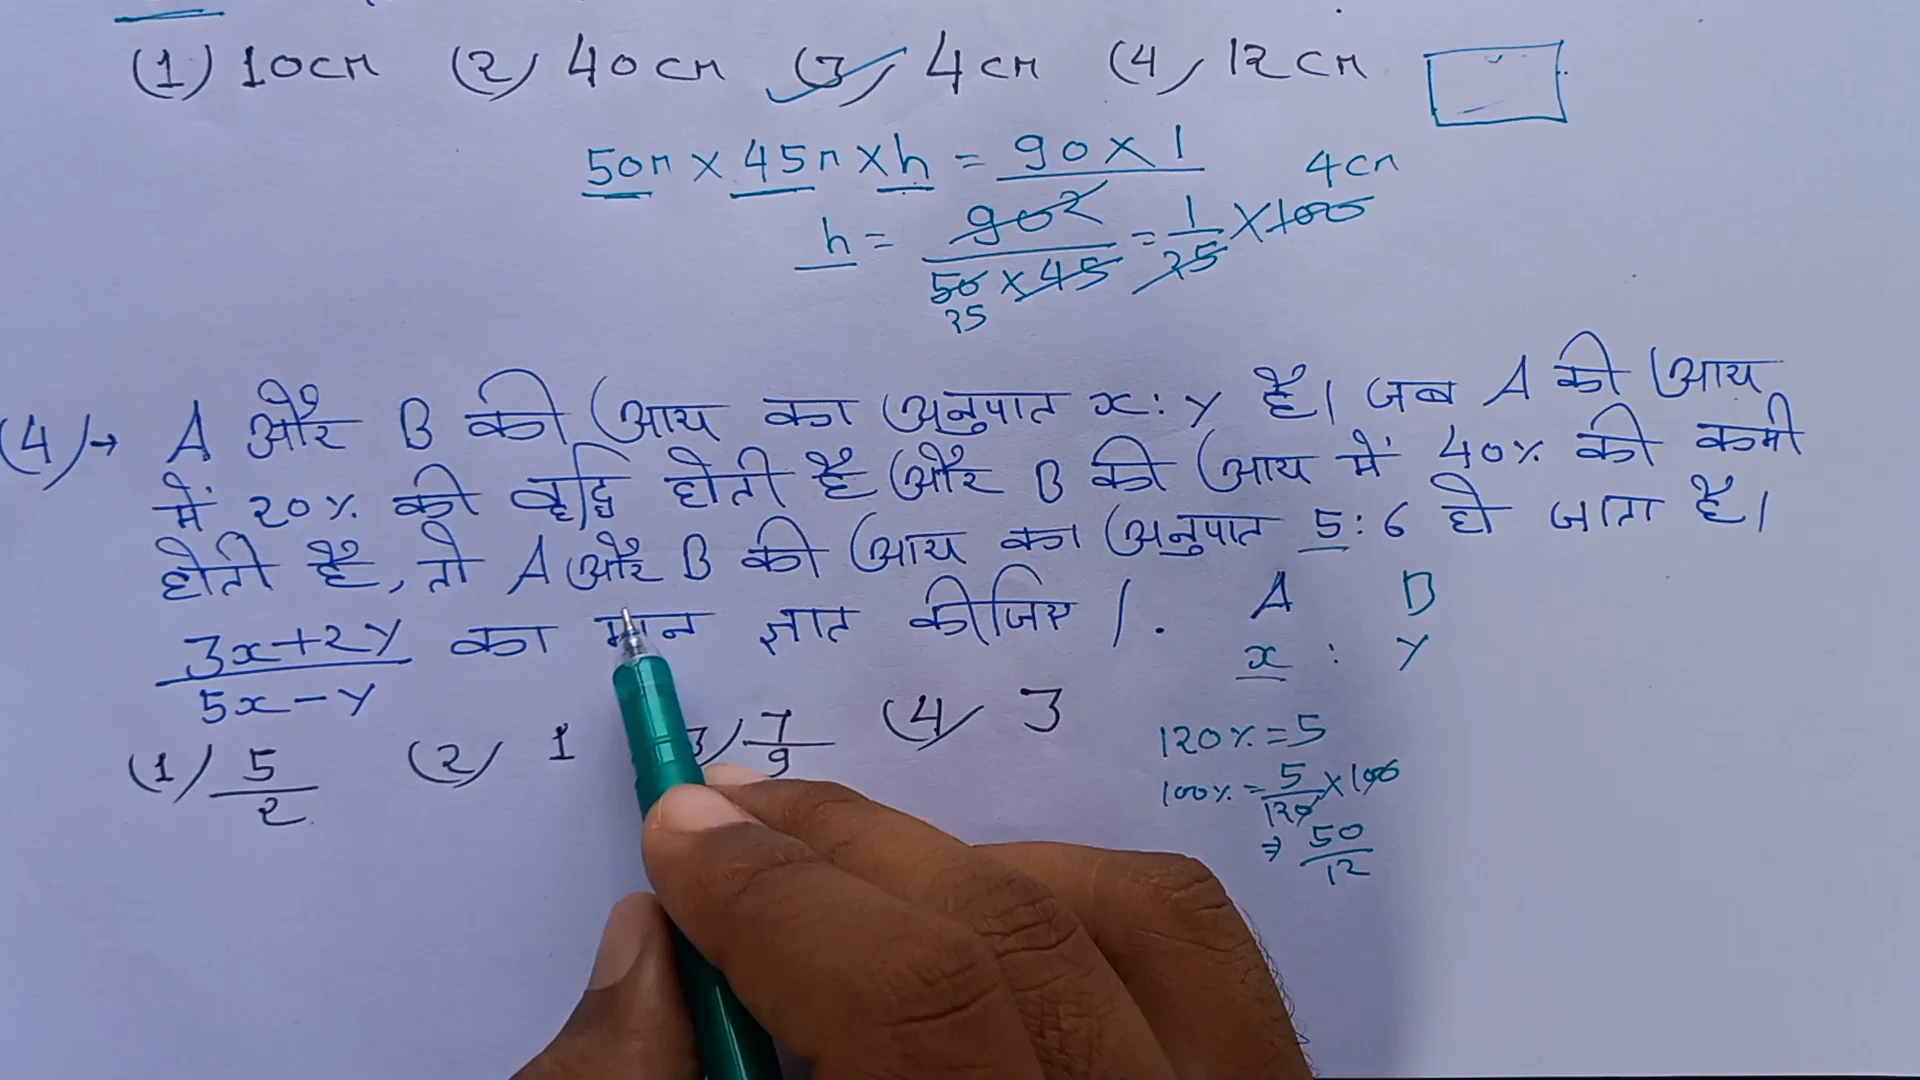 (1) 10cm (2) 40cm (3) 4cm (4) 12cm
50m × 45m × h = 90 × 1
4cm
h = 90 2 / 50 × 45 = 1/25 × 100
25
(4)→ A और B की आय का अनुपात x : y है। जब A की आय
में 20% की वृद्धि होती है और B की आय में 40% की कमी
होती है, तो A और B की आय का अनुपात 5 : 6 हो जाता है।
3x+2y / 5x-y का मान ज्ञात कीजिए।
(1) 5/2 (2) 1 3) 7/9 (4) 3
A B
x : y
120% = 5
100% = 5/120 × 100
⇒ 50/12